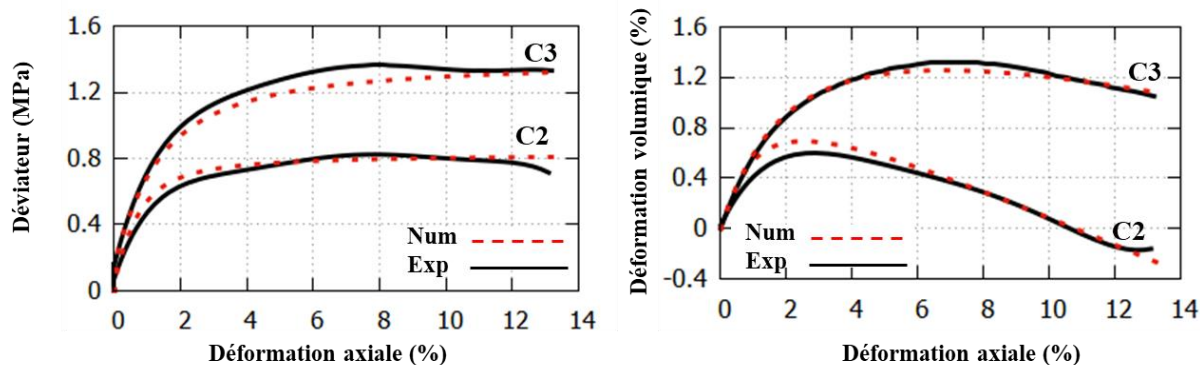 Déviateur (MPa)
1.6
1.2
0.8
0.4
0
C3
C2
Num
Exp
0 2 4 6 8 10 12 14
Déformation axiale (%)
Déformation volumique (%)
1.6
1.2
0.8
0.4
0
-0.4
C3
C2
Num
Exp
0 2 4 6 8 10 12 14
Déformation axiale (%)